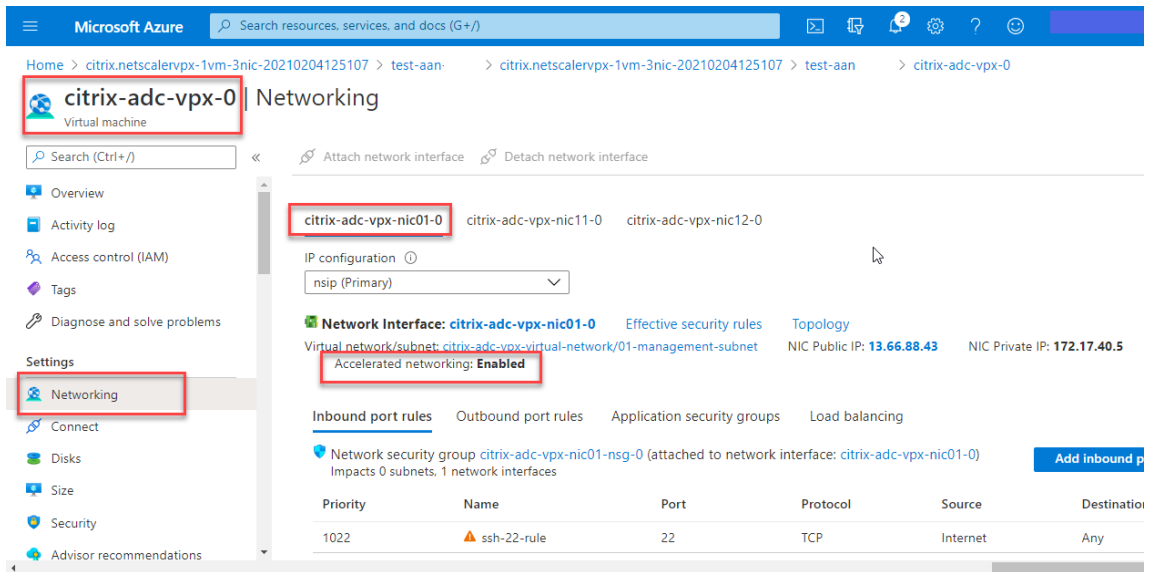 Microsoft Azure
Search resources, services, and docs (G+/)
2
Home > citrix.netscalervpx-1vm-3nic-20210204125107 > test-aan > citrix.netscalervpx-1vm-3nic-20210204125107 > test-aan > citrix-adc-vpx-0
citrix-adc-vpx-0 | Networking
Virtual machine
Search (Ctrl+/)
«
Attach network interface Detach network interface
Overview
Activity log
Access control (IAM)
Tags
Diagnose and solve problems
Settings
Networking
Connect
Disks
Size
Security
Advisor recommendations
citrix-adc-vpx-nic01-0 citrix-adc-vpx-nic11-0 citrix-adc-vpx-nic12-0
IP configuration
nsip (Primary)
Network Interface: citrix-adc-vpx-nic01-0 Effective security rules Topology
Virtual network/subnet: citrix-adc-vpx-virtual-network/01-management-subnet NIC Public IP: 13.66.88.43 NIC Private IP: 172.17.40.5
Accelerated networking: Enabled
Inbound port rules Outbound port rules Application security groups Load balancing
Network security group citrix-adc-vpx-nic01-nsg-0 (attached to network interface: citrix-adc-vpx-nic01-0)
Impacts 0 subnets, 1 network interfaces
Add inbound p
Priority Name Port Protocol Source Destination
1022 ssh-22-rule 22 TCP Internet Any